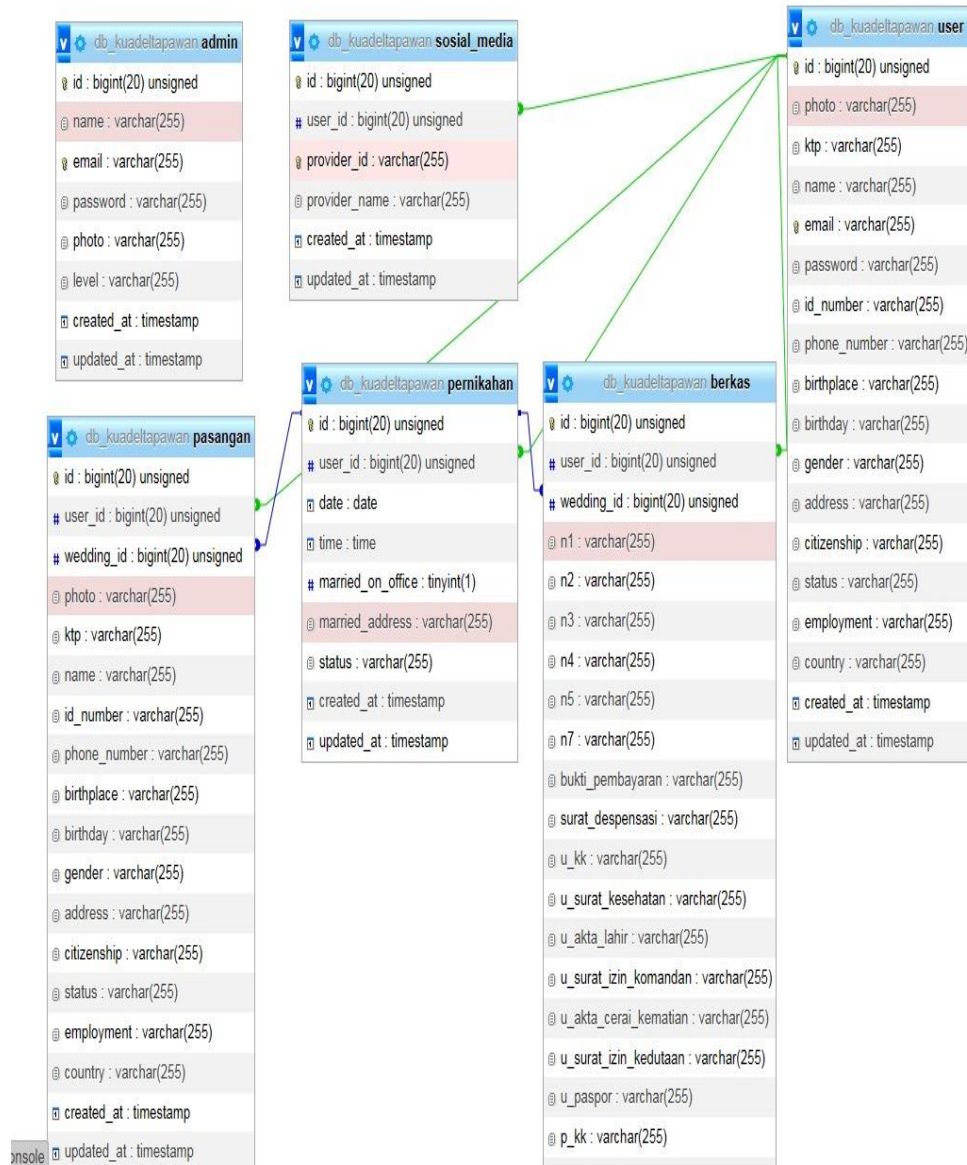 db_kuadeltapawan admin
id : bigint(20) unsigned
name : varchar(255)
email : varchar(255)
password : varchar(255)
photo : varchar(255)
level : varchar(255)
created_at : timestamp
updated_at : timestamp
db_kuadeltapawan sosial_media
id : bigint(20) unsigned
user_id : bigint(20) unsigned
provider_id : varchar(255)
provider_name : varchar(255)
created_at : timestamp
updated_at : timestamp
db_kuadeltapawan user
id : bigint(20) unsigned
photo : varchar(255)
ktp : varchar(255)
name : varchar(255)
email : varchar(255)
password : varchar(255)
id_number : varchar(255)
phone_number : varchar(255)
birthplace : varchar(255)
birthday : varchar(255)
gender : varchar(255)
address : varchar(255)
citizenship : varchar(255)
status : varchar(255)
employment : varchar(255)
country : varchar(255)
created_at : timestamp
updated_at : timestamp
db_kuadeltapawan pasangan
id : bigint(20) unsigned
user_id : bigint(20) unsigned
wedding_id : bigint(20) unsigned
photo : varchar(255)
ktp : varchar(255)
name : varchar(255)
id_number : varchar(255)
phone_number : varchar(255)
birthplace : varchar(255)
birthday : varchar(255)
gender : varchar(255)
address : varchar(255)
citizenship : varchar(255)
status : varchar(255)
employment : varchar(255)
country : varchar(255)
created_at : timestamp
updated_at : timestamp
db_kuadeltapawan pernikahan
id : bigint(20) unsigned
user_id : bigint(20) unsigned
date : date
time : time
married_on_office : tinyint(1)
married_address : varchar(255)
status : varchar(255)
created_at : timestamp
updated_at : timestamp
db_kuadeltapawan berkas
id : bigint(20) unsigned
user_id : bigint(20) unsigned
wedding_id : bigint(20) unsigned
n1 : varchar(255)
n2 : varchar(255)
n3 : varchar(255)
n4 : varchar(255)
n5 : varchar(255)
n7 : varchar(255)
bukti_pembayaran : varchar(255)
surat_despensasi : varchar(255)
u_kk : varchar(255)
u_surat_kesehatan : varchar(255)
u_akta_lahir : varchar(255)
u_surat_izin_komandan : varchar(255)
u_akta_cerai_kematian : varchar(255)
u_surat_izin_kedutaan : varchar(255)
u_paspor : varchar(255)
p_kk : varchar(255)
onsole